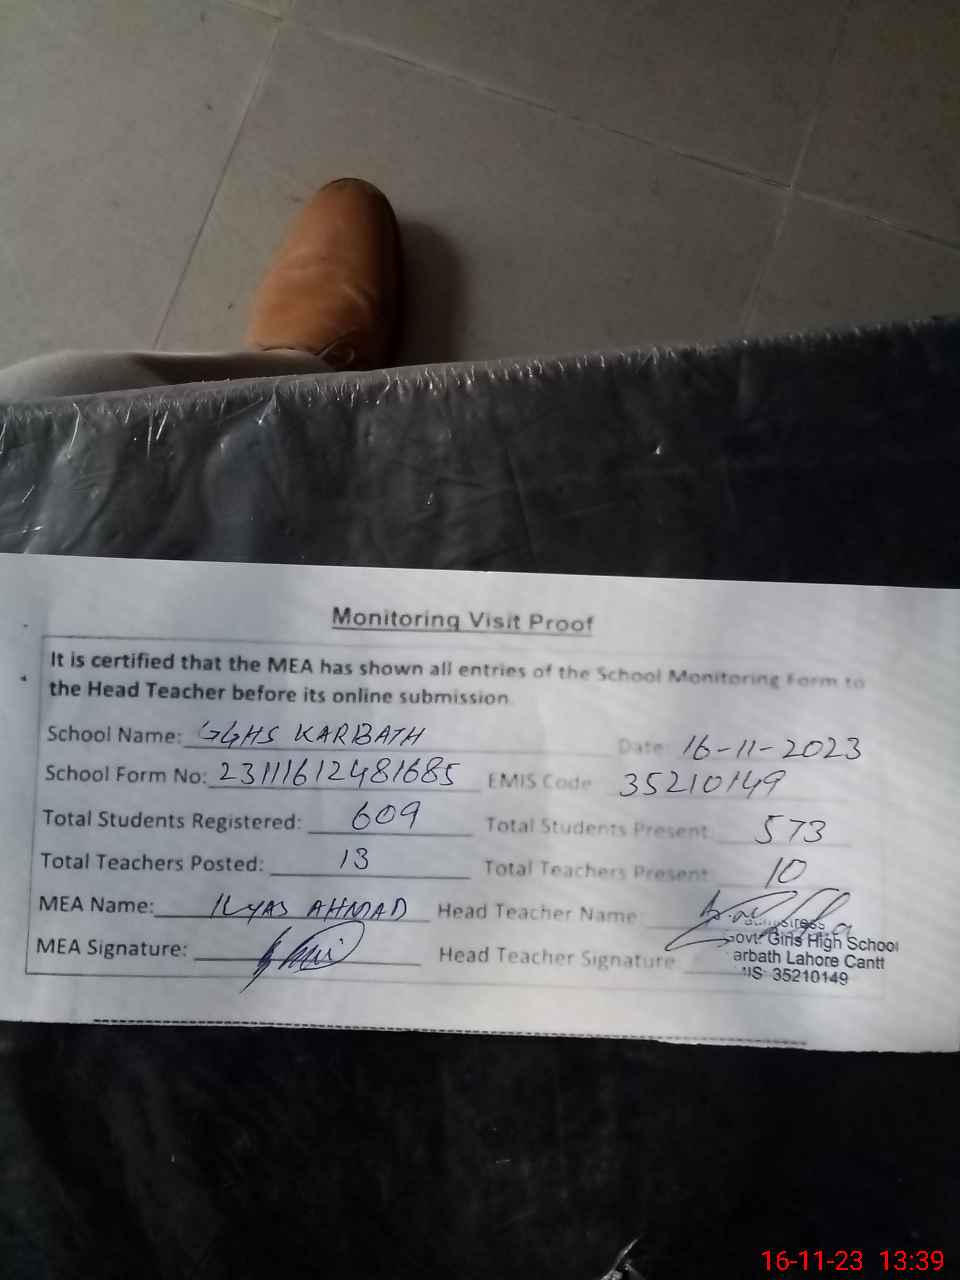 Monitoring Visit Proof
It is certified that the MEA has shown all entries of the School Monitoring Form to
the Head Teacher before its online submission
School Name: GGHS KARBATH Date: 16-11-2023
School Form No: 23111612481685 EMIS Code 35210149
Total Students Registered: 609 Total Students Present 573
Total Teachers Posted: 13 Total Teachers Present 10
MEA Name: ILYAS AHMAD Head Teacher Name
MEA Signature: Head Teacher Signature
Govt. Girls High School
arbath Lahore Cantt
35210149
16-11-23 13:39